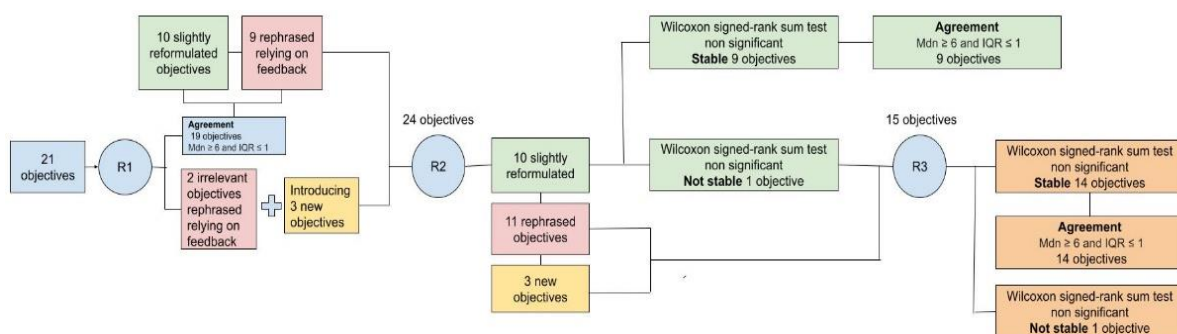 21
objectives
R1
10 slightly
reformulated
objectives
9 rephrased
relying on
feedback
Agreement
19 objectives
Mdn ≥ 6 and IQR ≤ 1
2 irrelevant
objectives
rephrased
relying on
feedback
Introducing
3 new
objectives
24 objectives
R2
10 slightly
reformulated
11 rephrased
objectives
3 new
objectives
Wilcoxon signed-rank sum test
non significant
Stable 9 objectives
Agreement
Mdn ≥ 6 and IQR ≤ 1
9 objectives
Wilcoxon signed-rank sum test
non significant
Not stable 1 objective
15 objectives
R3
Wilcoxon signed-rank sum test
non significant
Stable 14 objectives
Agreement
Mdn ≥ 6 and IQR ≤ 1
14 objectives
Wilcoxon signed-rank sum test
non significant
Not stable 1 objective